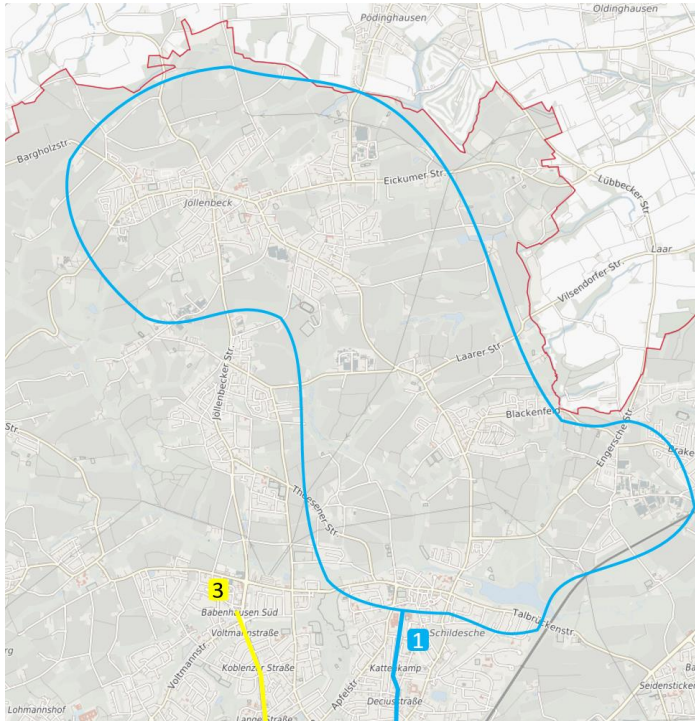 Oldinghausen
Pödinghausen
Bargholzstr
Eickumer Str.
Lübbecker Str.
Jöllenbeck
Laar
Vilsendorfer Str.
Laarer Str.
Jöllenbecker Str
Blackenfeld
Engersche Str
Str.
Brake
Theesener Str.
3
Babenhausen Süd
Talbrückenstr
Voltmannstraße
1
Schildesche
Voltmannstr
Koblenzer Straße
Kattenkamp
Apfelstr
Seidensticker
Deciusstraße
Lohmannshof
Lange Straße